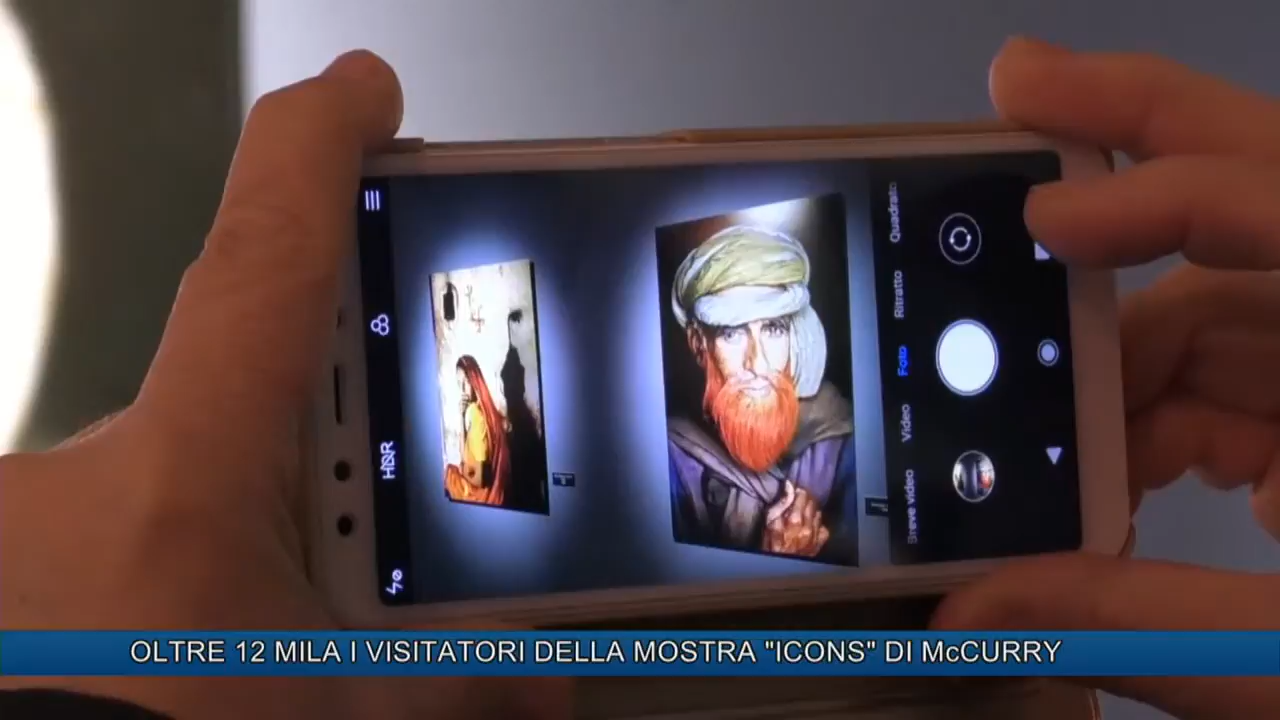 Quadrato
Ritratto
Foto
Video
Breve video
HDR
OLTRE 12 MILA I VISITATORI DELLA MOSTRA "ICONS" DI McCURRY